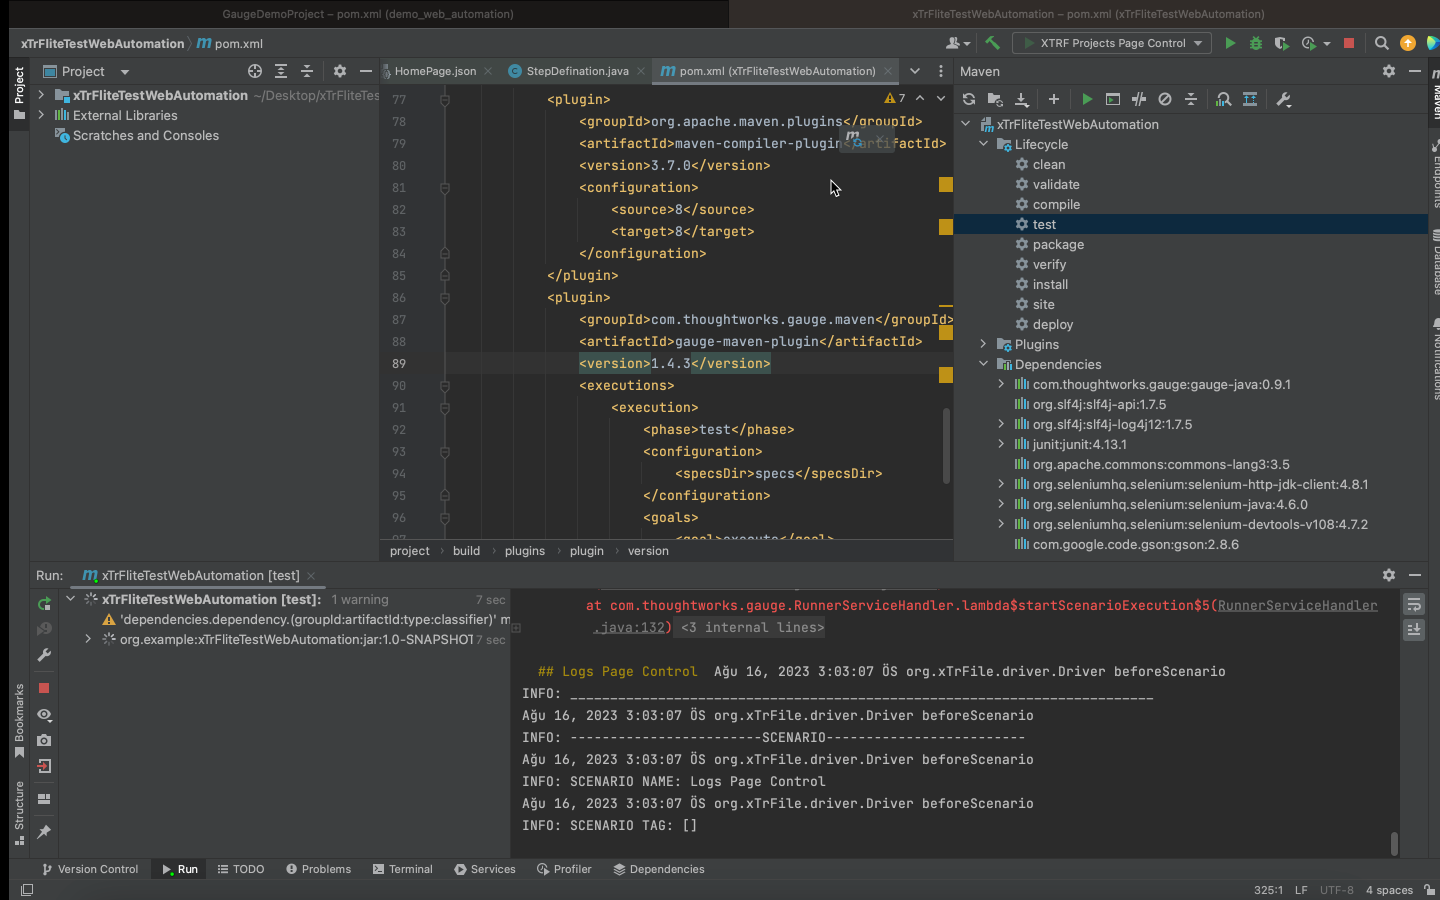 GaugeDemoProject – pom.xml (demo_web_automation)
xTrFliteTestWebAutomation – pom.xml (xTrFliteTestWebAutomation)
xTrFliteTestWebAutomation
m pom.xml
XTRF Projects Page Control
Project
Project
HomePage.json
StepDefination.java
pom.xml (xTrFliteTestWebAutomation)
Maven
Maven
xTrFliteTestWebAutomation ~/Desktop/xTrFliteTes
External Libraries
Scratches and Consoles
7
77 <plugin>
78 <groupId>org.apache.maven.plugins</groupId>
79 <artifactId>maven-compiler-plugin</artifactId>
80 <version>3.7.0</version>
81 <configuration>
82 <source>8</source>
83 <target>8</target>
84 </configuration>
85 </plugin>
86 <plugin>
87 <groupId>com.thoughtworks.gauge.maven</groupId>
88 <artifactId>gauge-maven-plugin</artifactId>
89 <version>1.4.3</version>
90 <executions>
91 <execution>
92 <phase>test</phase>
93 <configuration>
94 <specsDir>specs</specsDir>
95 </configuration>
96 <goals>
97 <goal>execute</goal>
project › build › plugins › plugin › version
xTrFliteTestWebAutomation
Lifecycle
clean
validate
compile
test
package
verify
install
site
deploy
Plugins
Dependencies
com.thoughtworks.gauge:gauge-java:0.9.1
org.slf4j:slf4j-api:1.7.5
org.slf4j:slf4j-log4j12:1.7.5
junit:junit:4.13.1
org.apache.commons:commons-lang3:3.5
org.seleniumhq.selenium:selenium-http-jdk-client:4.8.1
org.seleniumhq.selenium:selenium-java:4.6.0
org.seleniumhq.selenium:selenium-devtools-v108:4.7.2
com.google.code.gson:gson:2.8.6
Endpoints
Database
Notifications
Run:
xTrFliteTestWebAutomation [test]
xTrFliteTestWebAutomation [test]: 1 warning 7 sec
'dependencies.dependency.(groupId:artifactId:type:classifier)' m
org.example:xTrFliteTestWebAutomation:jar:1.0-SNAPSHOT 7 sec
at com.thoughtworks.gauge.RunnerServiceHandler.lambda$startScenarioExecution$5(RunnerServiceHandler
.java:132) <3 internal lines>
## Logs Page Control Ağu 16, 2023 3:03:07 ÖS org.xTrFile.driver.Driver beforeScenario
INFO: _________________________________________________________________________
Ağu 16, 2023 3:03:07 ÖS org.xTrFile.driver.Driver beforeScenario
INFO: ------------------------SCENARIO-------------------------
Ağu 16, 2023 3:03:07 ÖS org.xTrFile.driver.Driver beforeScenario
INFO: SCENARIO NAME: Logs Page Control
Ağu 16, 2023 3:03:07 ÖS org.xTrFile.driver.Driver beforeScenario
INFO: SCENARIO TAG: []
Bookmarks
Structure
Version Control
Run
TODO
Problems
Terminal
Services
Profiler
Dependencies
325:1 LF UTF-8 4 spaces